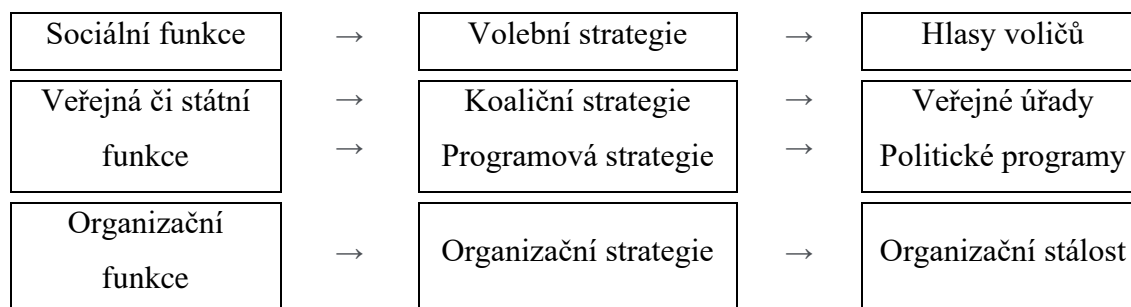 Sociální funkce → Volební strategie → Hlasy voličů
Veřejná či státní → Koaliční strategie → Veřejné úřady
funkce → Programová strategie → Politické programy
Organizační
funkce → Organizační strategie → Organizační stálost